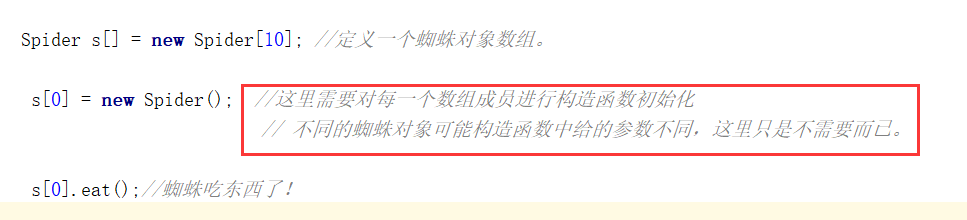 Spider s[] = new Spider[10]; //定义一个蜘蛛对象数组。
s[0] = new Spider(); //这里需要对每一个数组成员进行构造函数初始化
// 不同的蜘蛛对象可能构造函数中给的参数不同，这里只是不需要而已。
s[0].eat();//蜘蛛吃东西了！